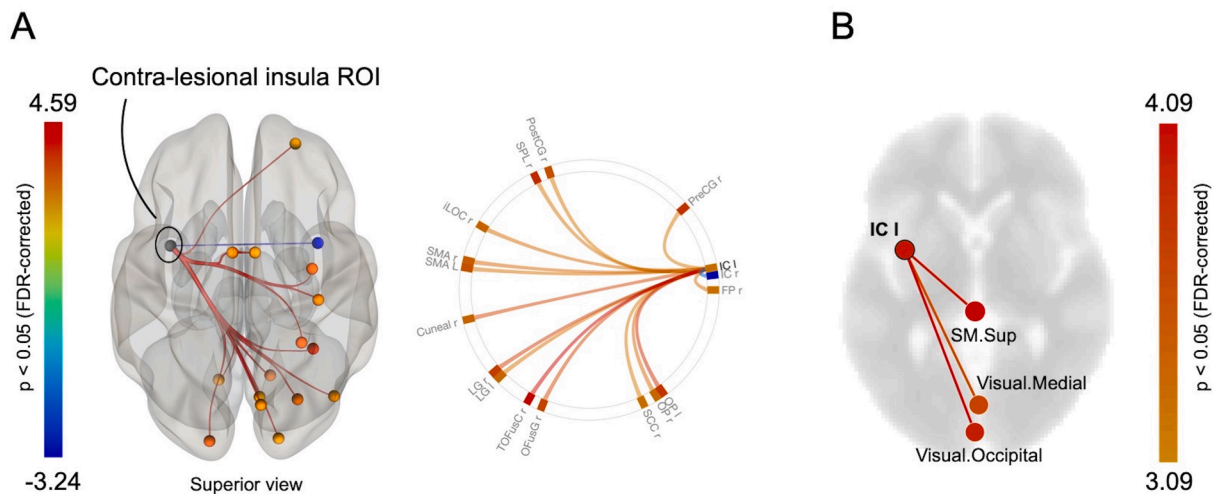 A
B
Contra-lesional insula ROI
4.59
p < 0.05 (FDR-corrected)
-3.24
Superior view
PostCG r
SPL r
PreCG r
iLOC r
SMA r
SMA L
IC l
IC r
FP r
Cuneal r
LG r
LG l
TOFusC r
OFusG r
SCC r
OP r
OP l
4.09
IC l
SM.Sup
Visual.Medial
Visual.Occipital
p < 0.05 (FDR-corrected)
3.09